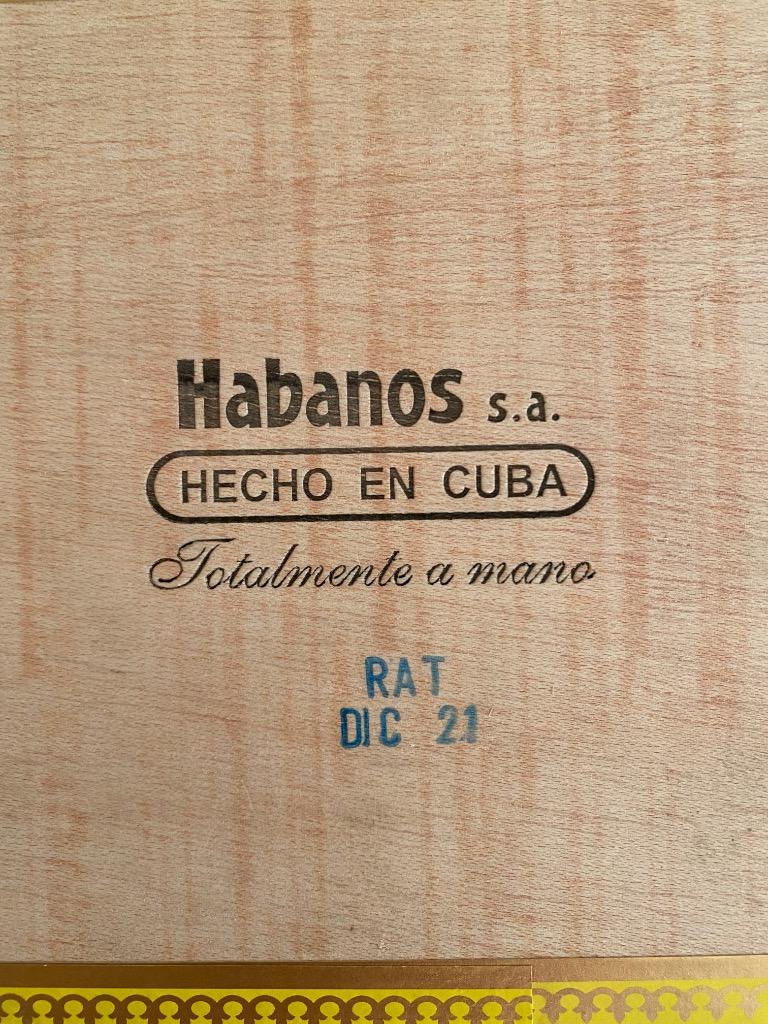 Habanos s.a.
HECHO EN CUBA
Totalmente a mano
RAT
DIC 21